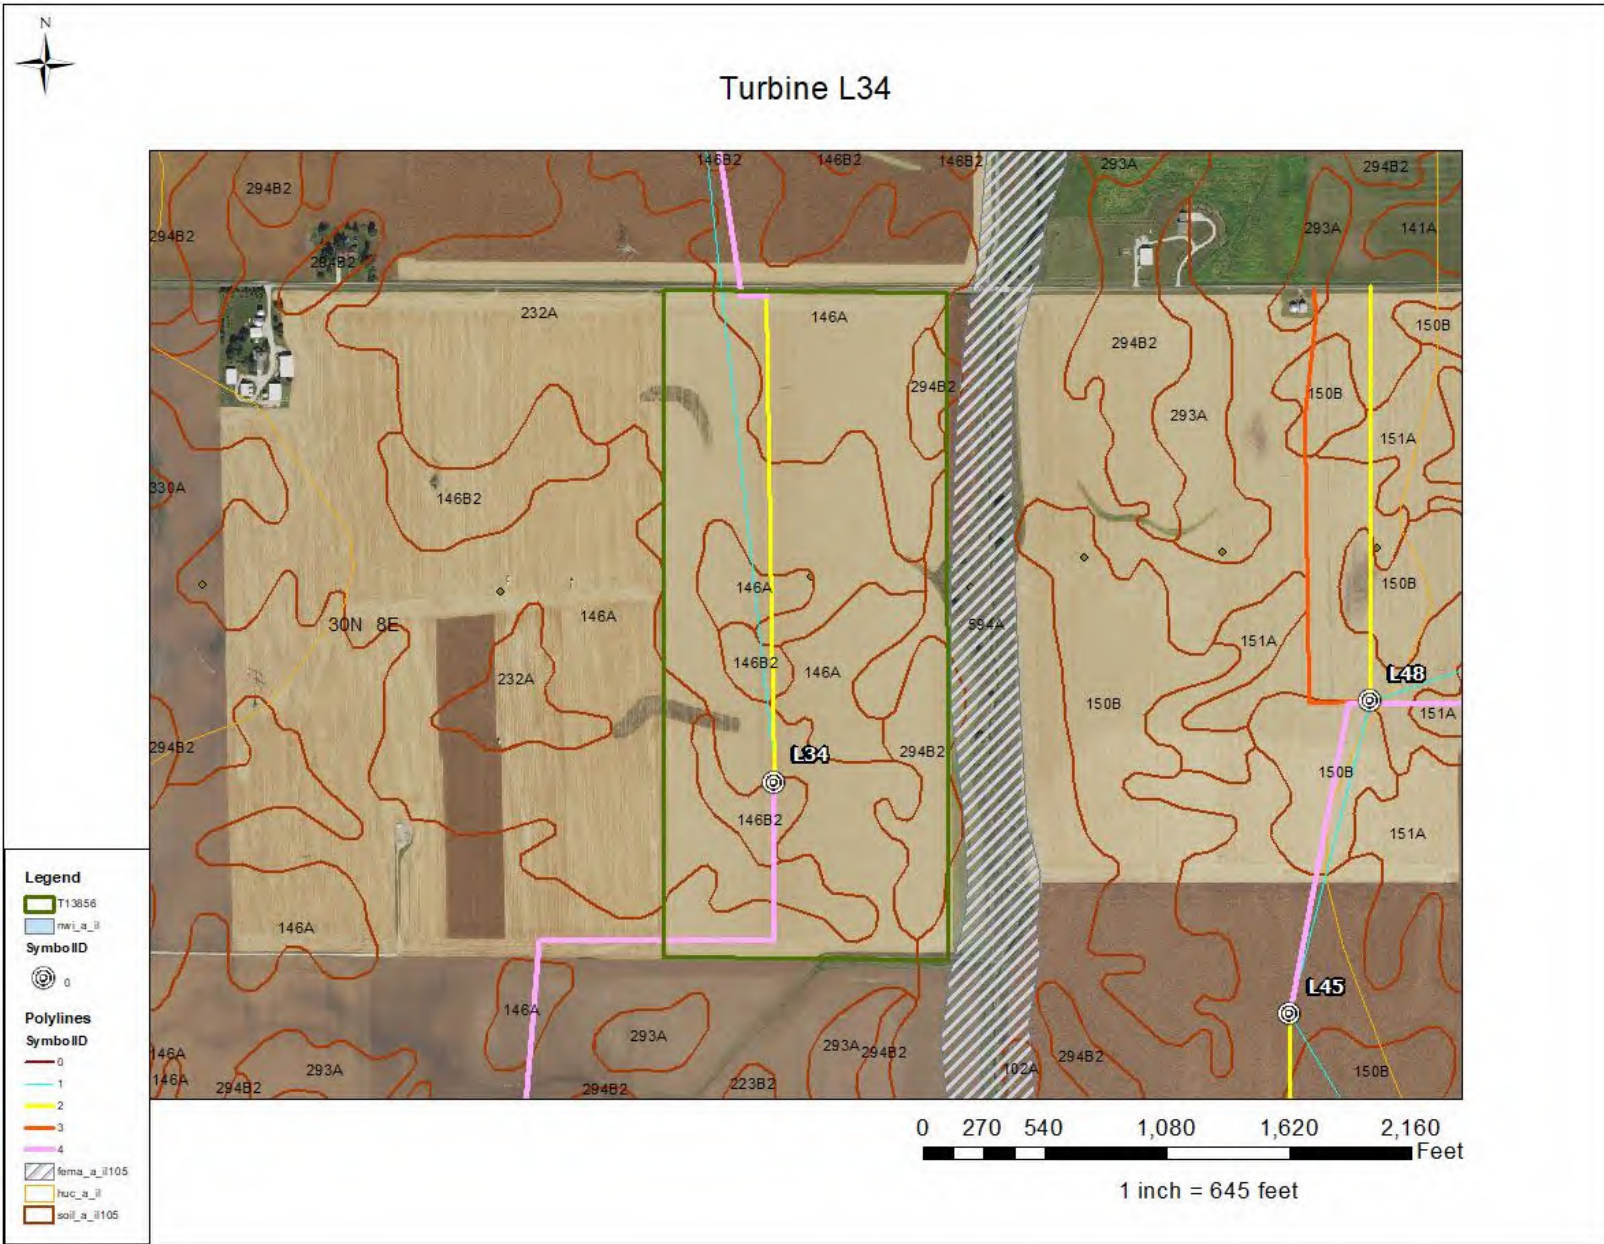 N
Turbine L34
146B2 146B2 146B2 293A 294B2
294B2
294B2 293A 141A
294B2
232A 146A 150B
294B2
294B2 150B
293A
151A
330A 146B2
146A 150B
30N 8E 146A 594A 151A
146B2 146A
232A L48
150B 151A
294B2 294B2
L34 150B
146B2 151A
146A
L45
146A
293A 293A 294B2 294B2
146A
293A 102A 150B
146A 294B2 294B2 223B2
Legend
T13856
nwi_a_il
SymbolID
0
Polylines
SymbolID
0
1
2
3
4
fema_a_il105
huc_a_il
soil_a_il105
0 270 540 1,080 1,620 2,160
Feet
1 inch = 645 feet